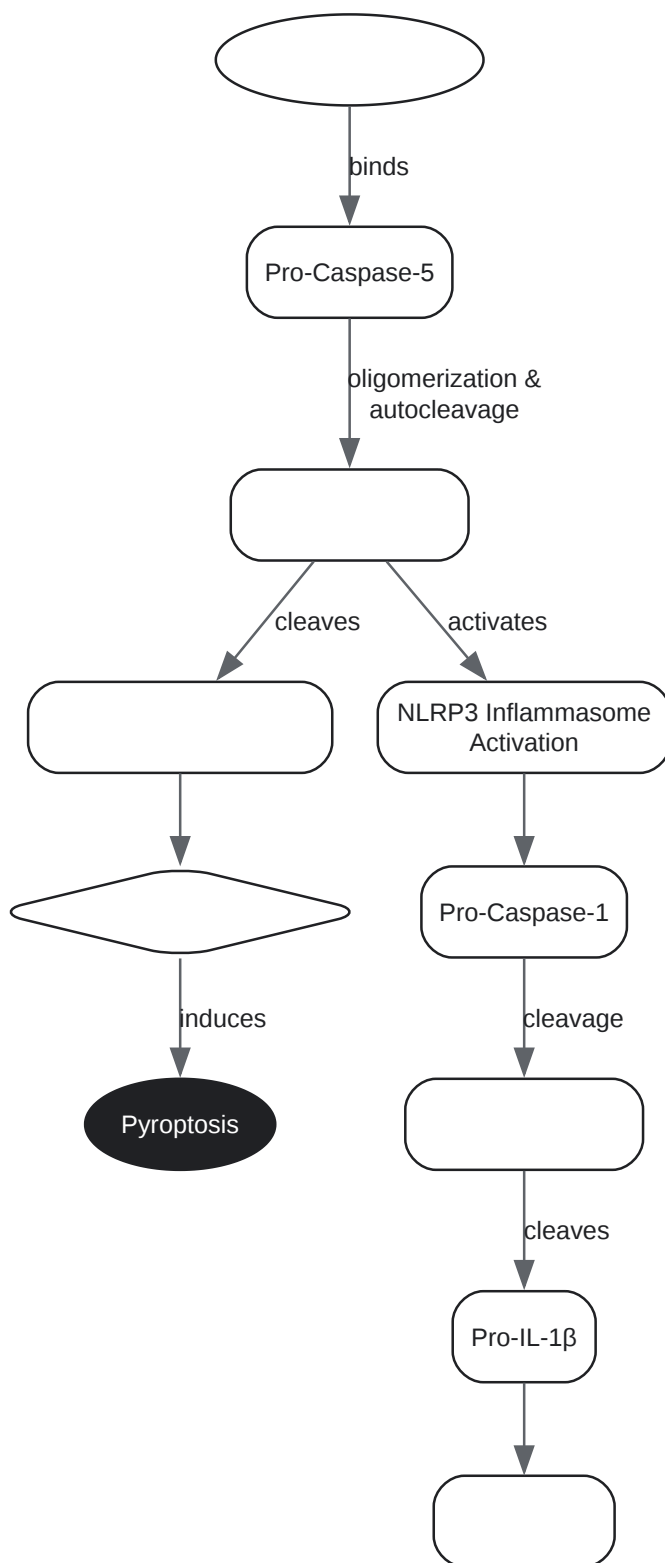 binds
Pro-Caspase-5
oligomerization &
autocleavage
cleaves
activates
NLRP3 Inflammasome
Activation
Pro-Caspase-1
induces
cleavage
Pyroptosis
cleaves
Pro-IL-1β